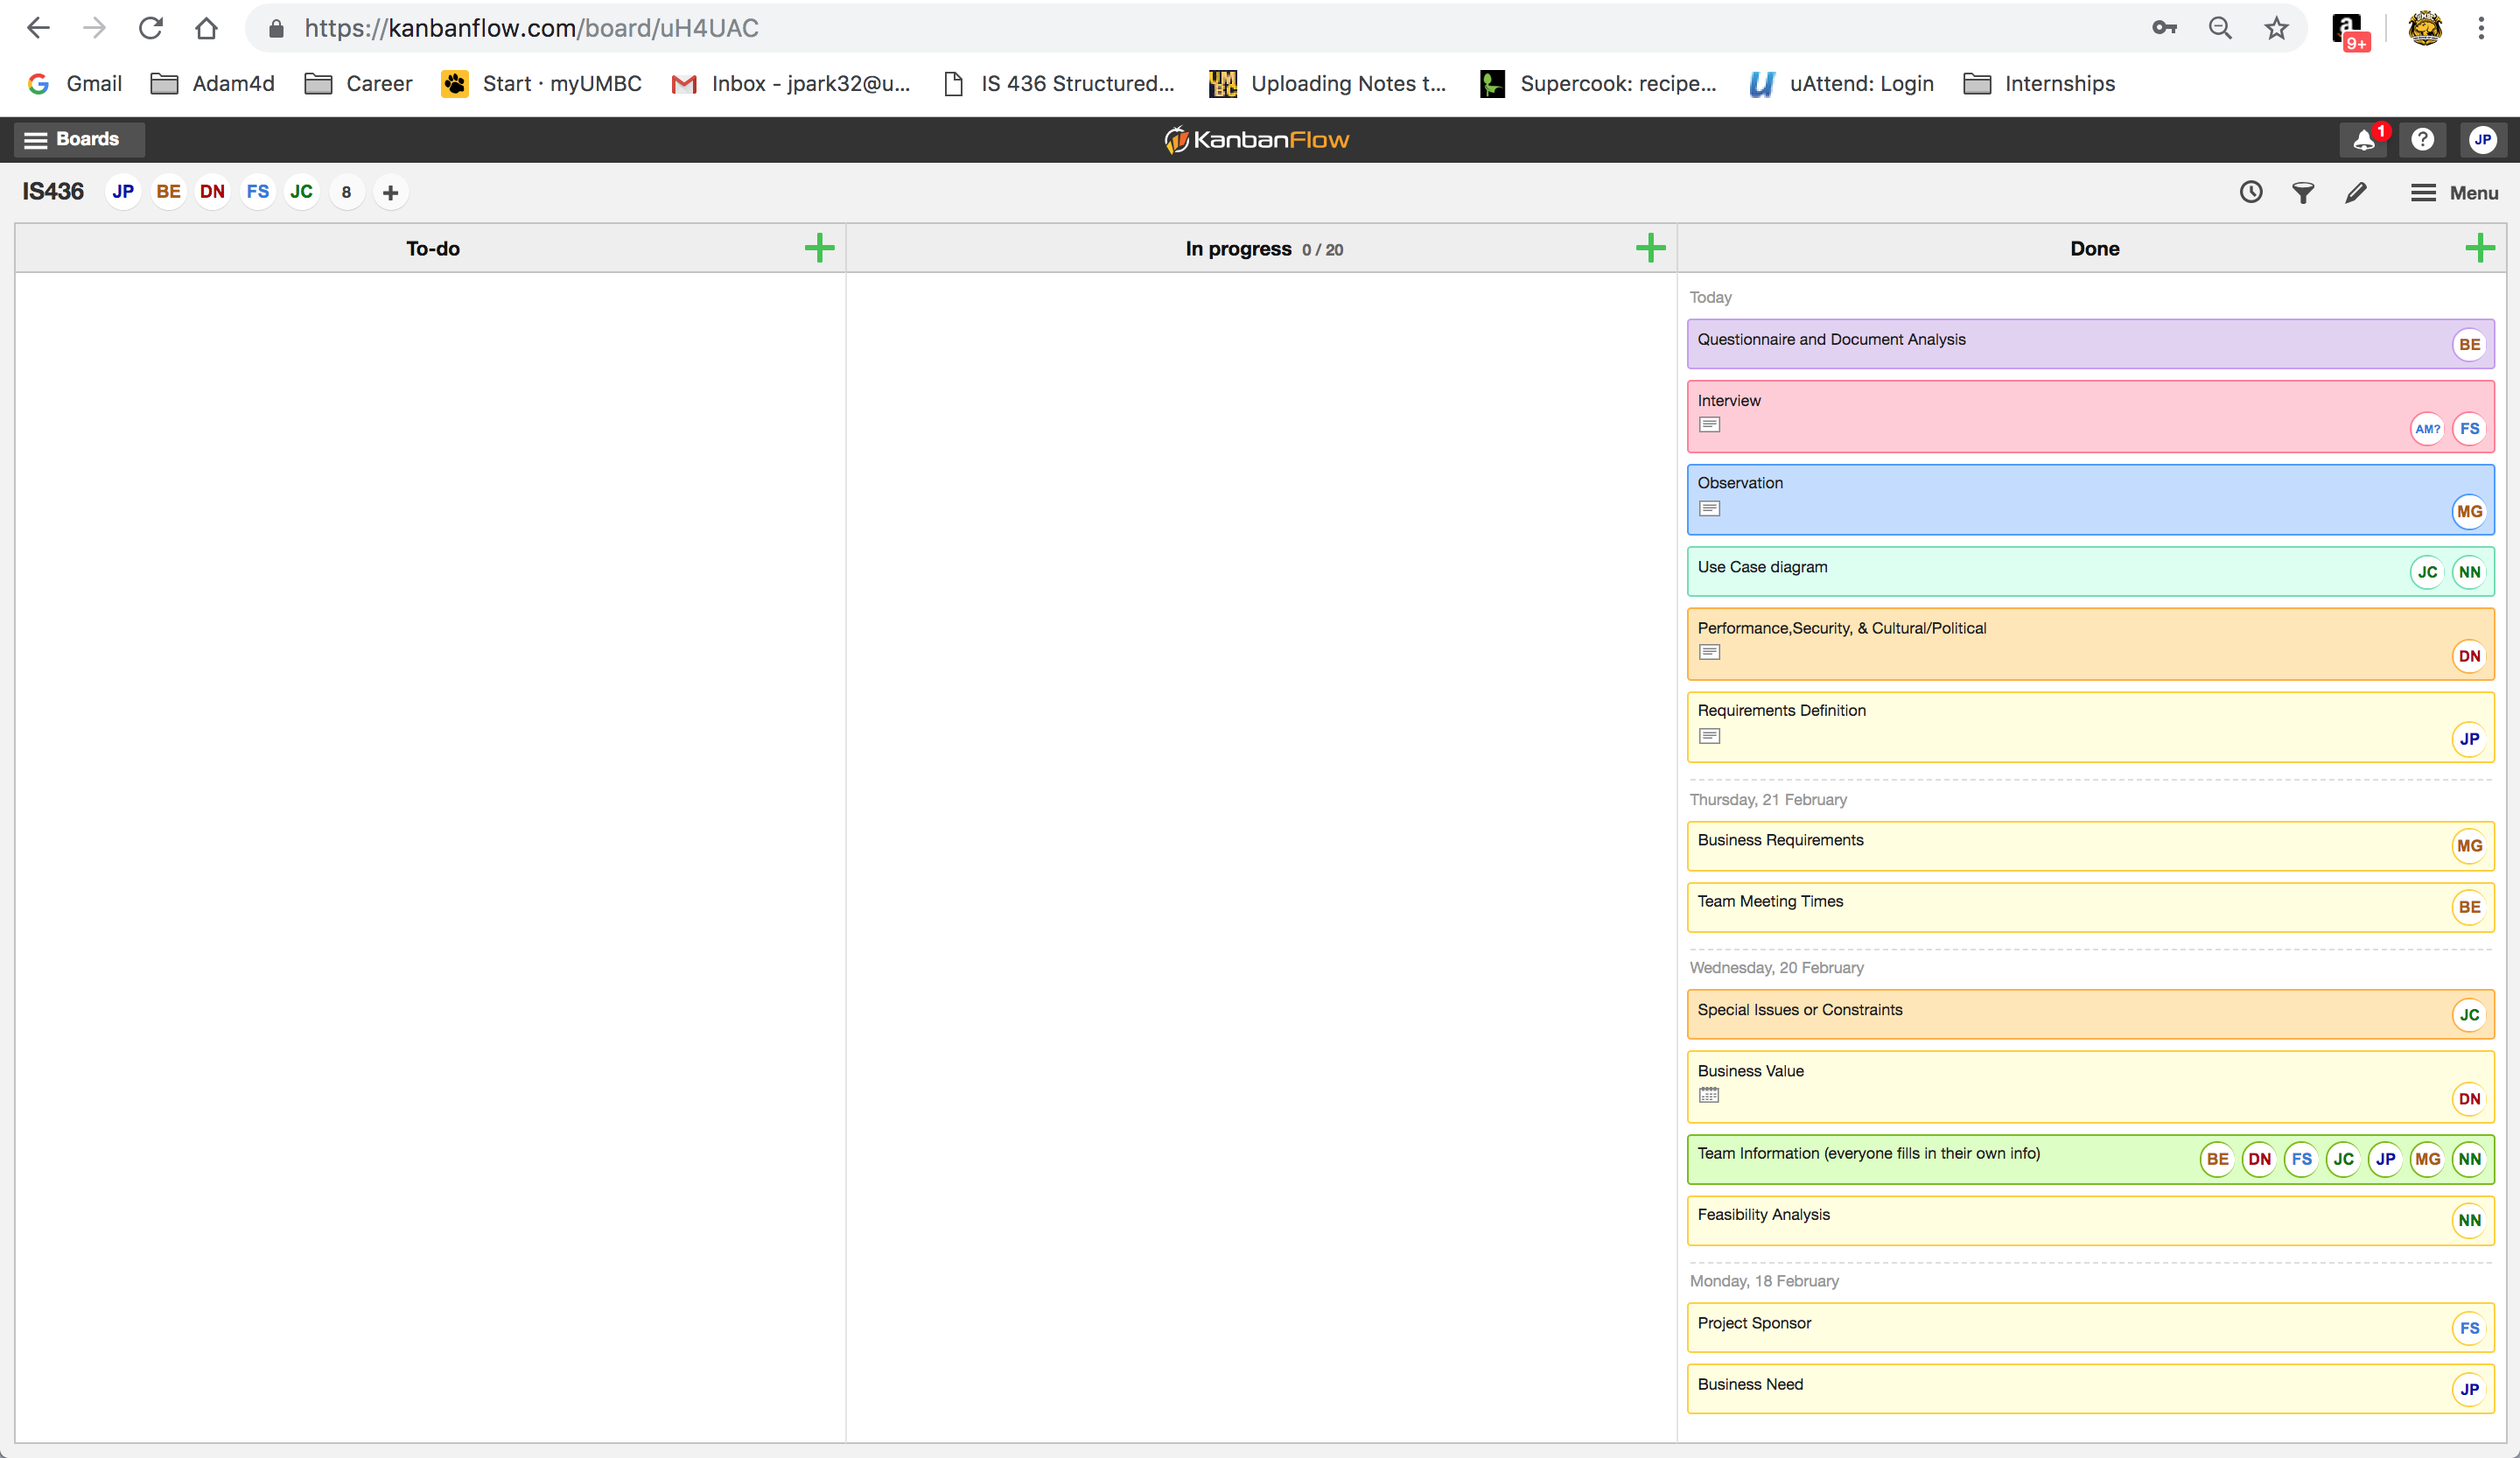 https://kanbanflow.com/board/uH4UAC
a
9+
Gmail
Adam4d
Career
Start · myUMBC
Inbox - jpark32@u...
IS 436 Structured...
UMBC
Uploading Notes t...
Supercook: recipe...
uAttend: Login
Internships
Boards
KanbanFlow
1
?
JP
IS436
JP
BE
DN
FS
JC
8
+
Menu
To-do
In progress 0 / 20
Done
Today
Questionnaire and Document Analysis
BE
Interview
AM?
FS
Observation
MG
Use Case diagram
JC
NN
Performance,Security, & Cultural/Political
DN
Requirements Definition
JP
Thursday, 21 February
Business Requirements
MG
Team Meeting Times
BE
Wednesday, 20 February
Special Issues or Constraints
JC
Business Value
DN
Team Information (everyone fills in their own info)
BE
DN
FS
JC
JP
MG
NN
Feasibility Analysis
NN
Monday, 18 February
Project Sponsor
FS
Business Need
JP